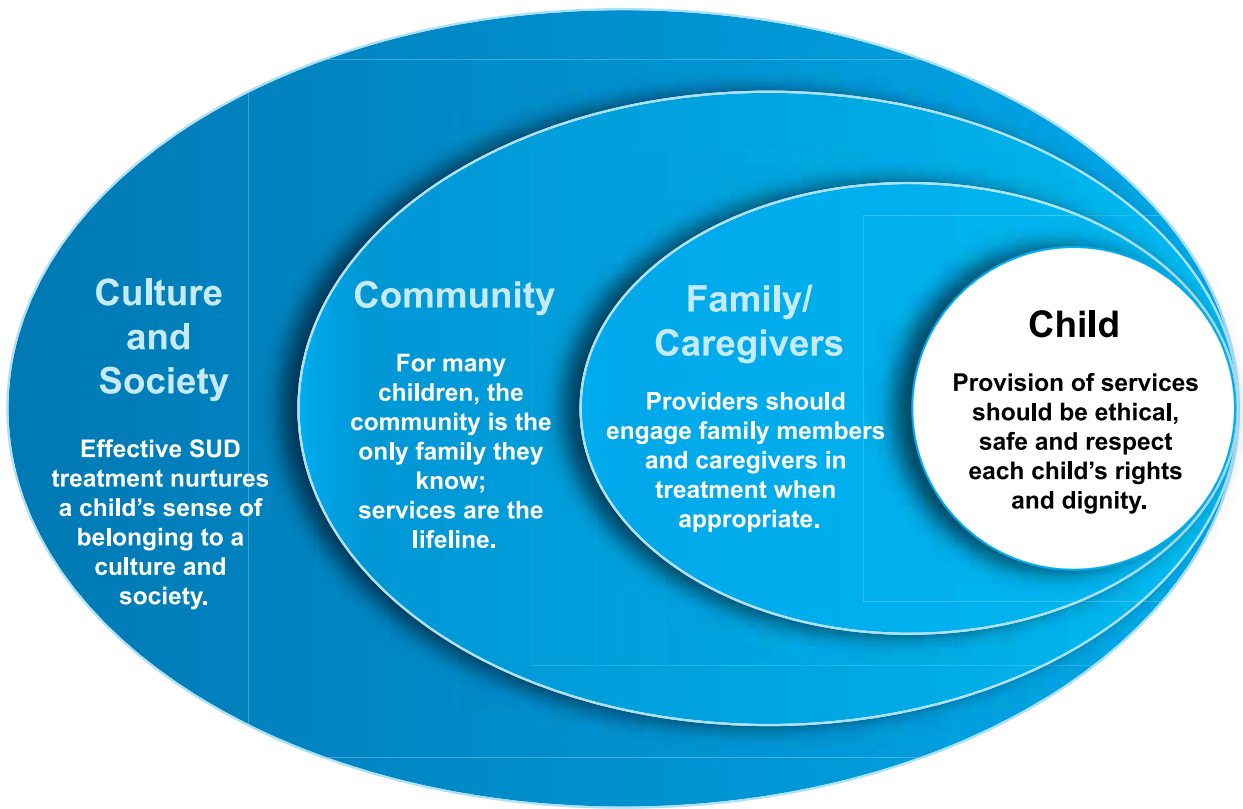 Culture
and
Society
Effective SUD
treatment nurtures
a child's sense of
belonging to a
culture and
society.
Community
For many
children, the
community is the
only family they
know;
services are the
lifeline.
Family/
Caregivers
Providers should
engage family members
and caregivers in
treatment when
appropriate.
Child
Provision of services
should be ethical,
safe and respect
each child's rights
and dignity.